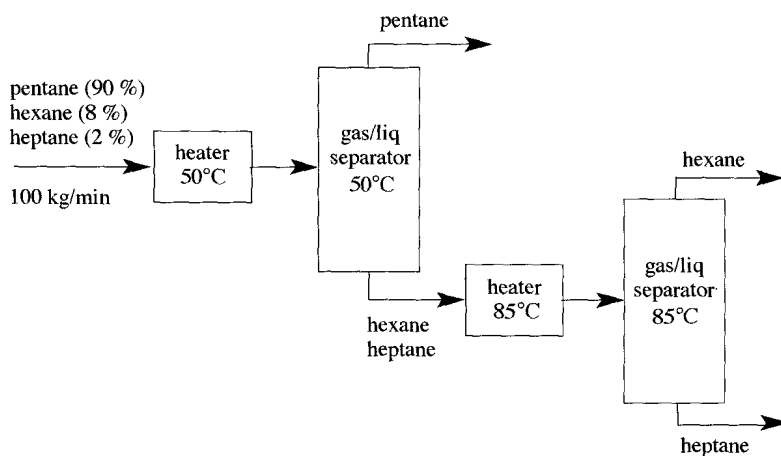 pentane
pentane (90 %)
hexane (8 %)
heptane (2 %)
100 kg/min
heater
50°C
gas/liq
separator
50°C
hexane
heptane
heater
85°C
hexane
gas/liq
separator
85°C
heptane